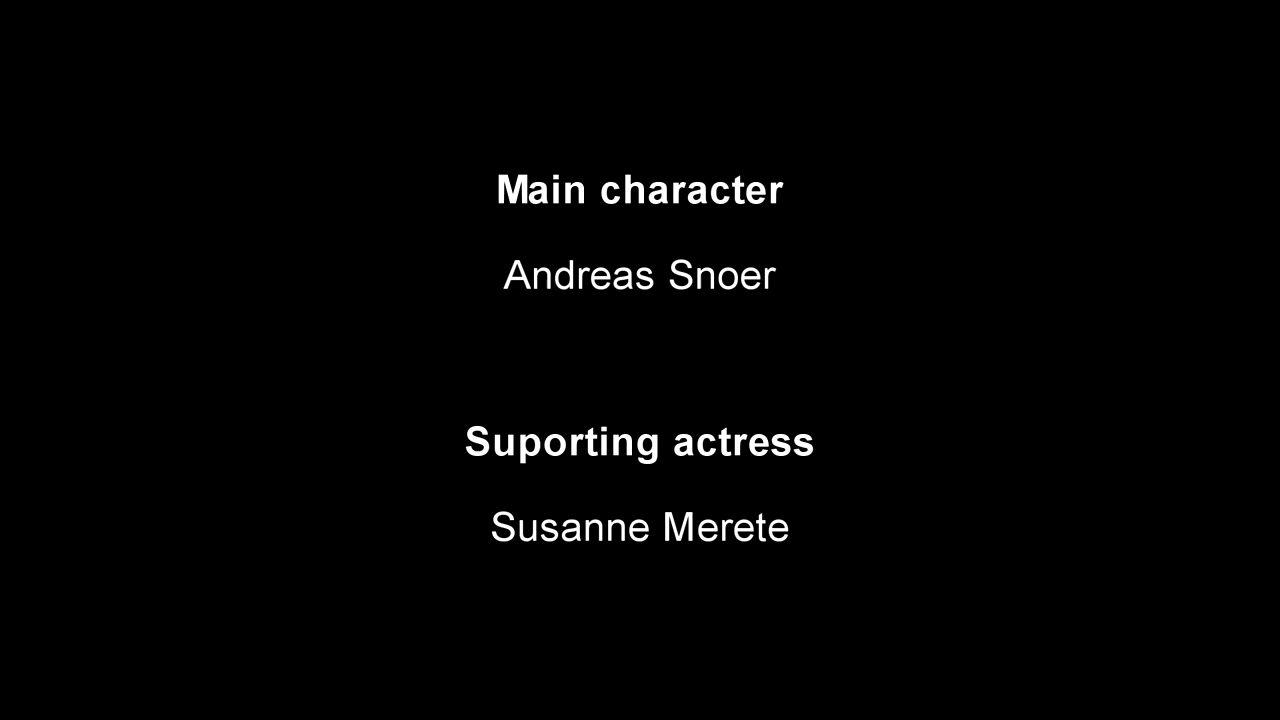 Main character
Andreas Snoer
Suporting actress
Susanne Merete